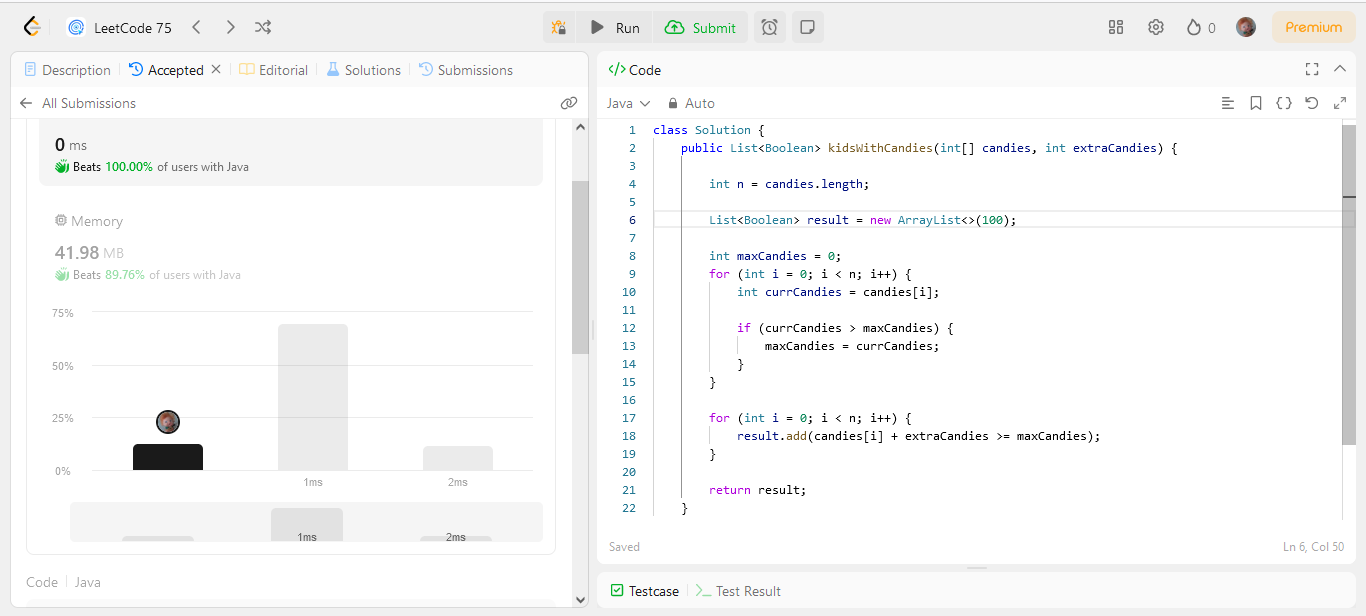 LeetCode 75
Run
Submit
0
Premium
Description
Accepted
Editorial
Solutions
Submissions
All Submissions
0 ms
Beats 100.00% of users with Java
Memory
41.98 MB
Beats 89.76% of users with Java
75%
50%
25%
0%
1ms
2ms
1ms
2ms
Code
Java
</> Code
Java
Auto
1 class Solution {
2 public List<Boolean> kidsWithCandies(int[] candies, int extraCandies) {
3
4 int n = candies.length;
5
6 List<Boolean> result = new ArrayList<>(100);
7
8 int maxCandies = 0;
9 for (int i = 0; i < n; i++) {
10 int currCandies = candies[i];
11
12 if (currCandies > maxCandies) {
13 maxCandies = currCandies;
14 }
15 }
16
17 for (int i = 0; i < n; i++) {
18 result.add(candies[i] + extraCandies >= maxCandies);
19 }
20
21 return result;
22 }
Saved
Ln 6, Col 50
Testcase
Test Result